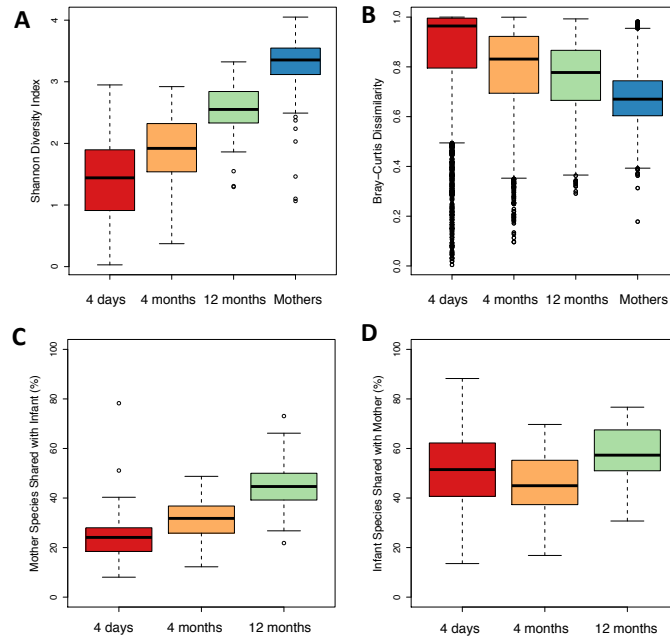 A
Shannon Diversity Index
4
3
2
1
0
4 days 4 months 12 months Mothers
B
Bray−Curtis Dissimilarity
1.0
0.8
0.6
0.4
0.2
0.0
4 days 4 months 12 months Mothers
C
Mother Species Shared with Infant (%)
100
80
60
40
20
0
4 days 4 months 12 months
D
Infant Species Shared with Mother (%)
100
80
60
40
20
0
4 days 4 months 12 months